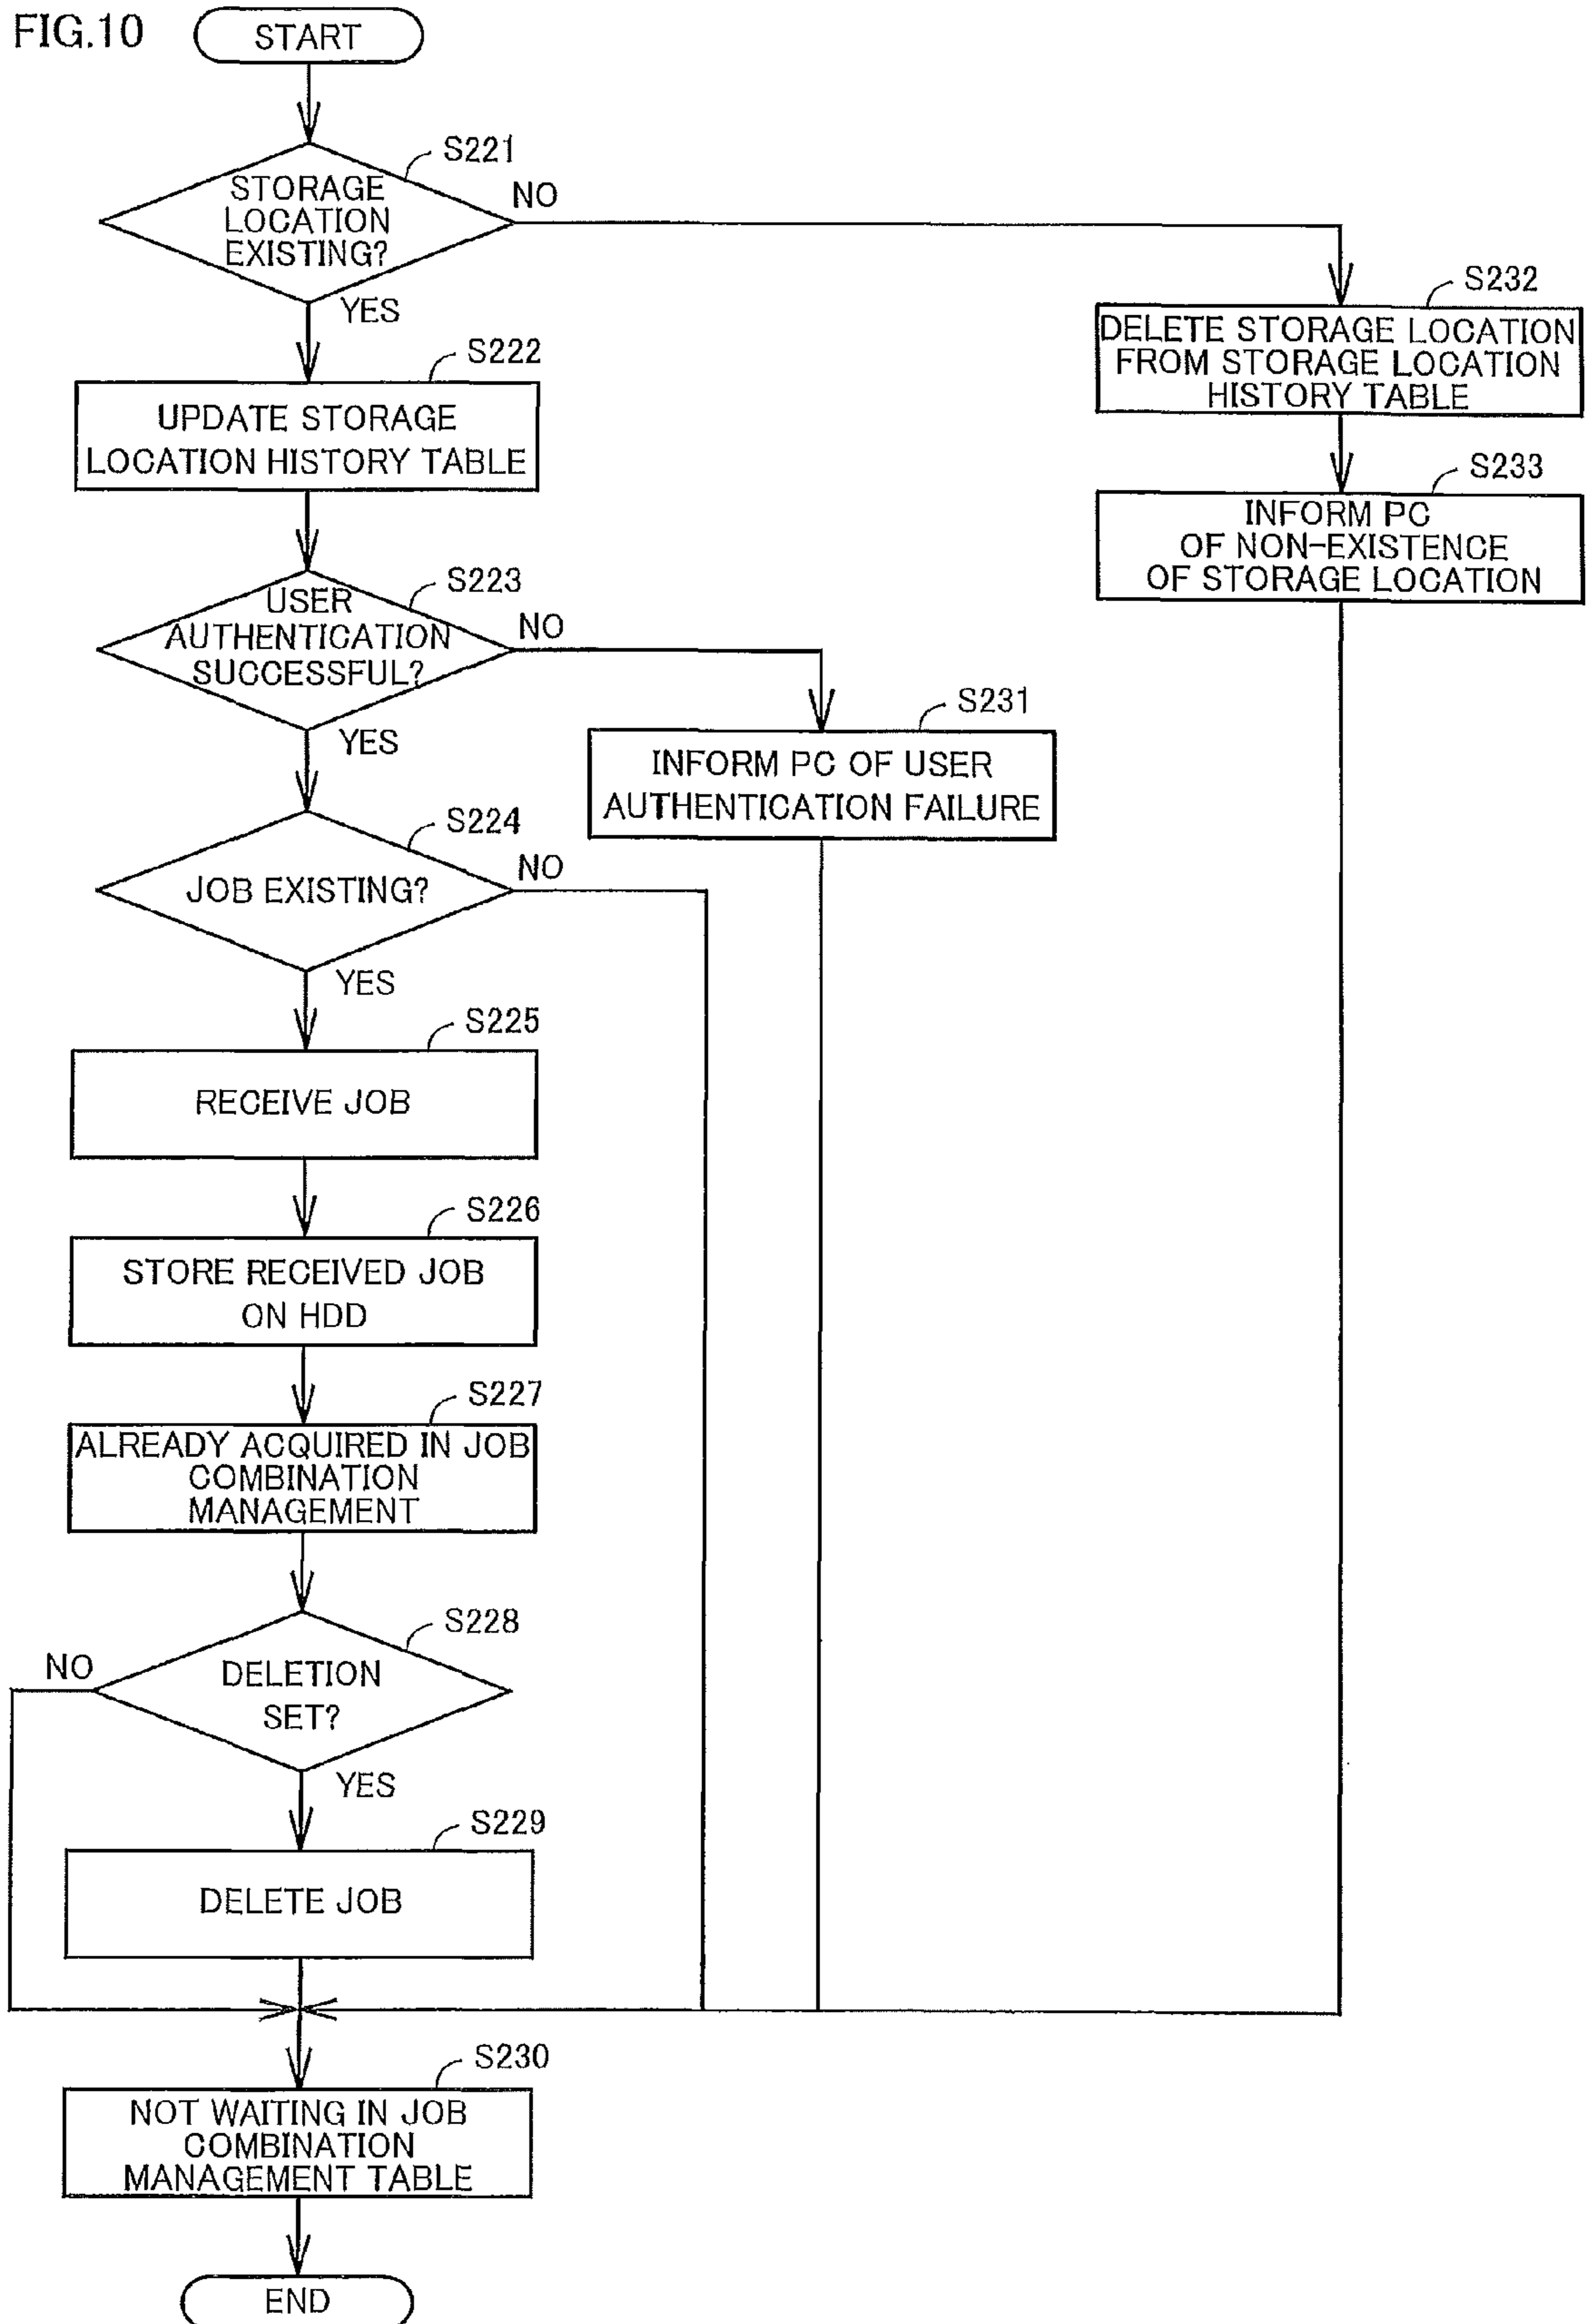 FIG.10
START
S221
STORAGE
LOCATION
EXISTING?
NO
YES
S232
DELETE STORAGE LOCATION
FROM STORAGE LOCATION
HISTORY TABLE
S222
UPDATE STORAGE
LOCATION HISTORY TABLE
S233
INFORM PC
OF NON-EXISTENCE
OF STORAGE LOCATION
S223
USER
AUTHENTICATION
SUCCESSFUL?
NO
YES
S231
INFORM PC OF USER
AUTHENTICATION FAILURE
S224
JOB EXISTING?
NO
YES
S225
RECEIVE JOB
S226
STORE RECEIVED JOB
ON HDD
S227
ALREADY ACQUIRED IN JOB
COMBINATION
MANAGEMENT
S228
DELETION
SET?
NO
YES
S229
DELETE JOB
S230
NOT WAITING IN JOB
COMBINATION
MANAGEMENT TABLE
END